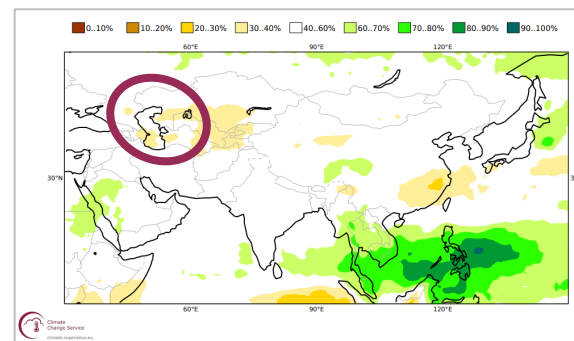 0..10% 10..20% 20..30% 30..40% 40..60% 60..70% 70..80% 80..90% 90..100%
60°E 90°E 120°E
30°N 3
60°E 90°E 120°E
Climate
Change Service
climate.copernicus.eu